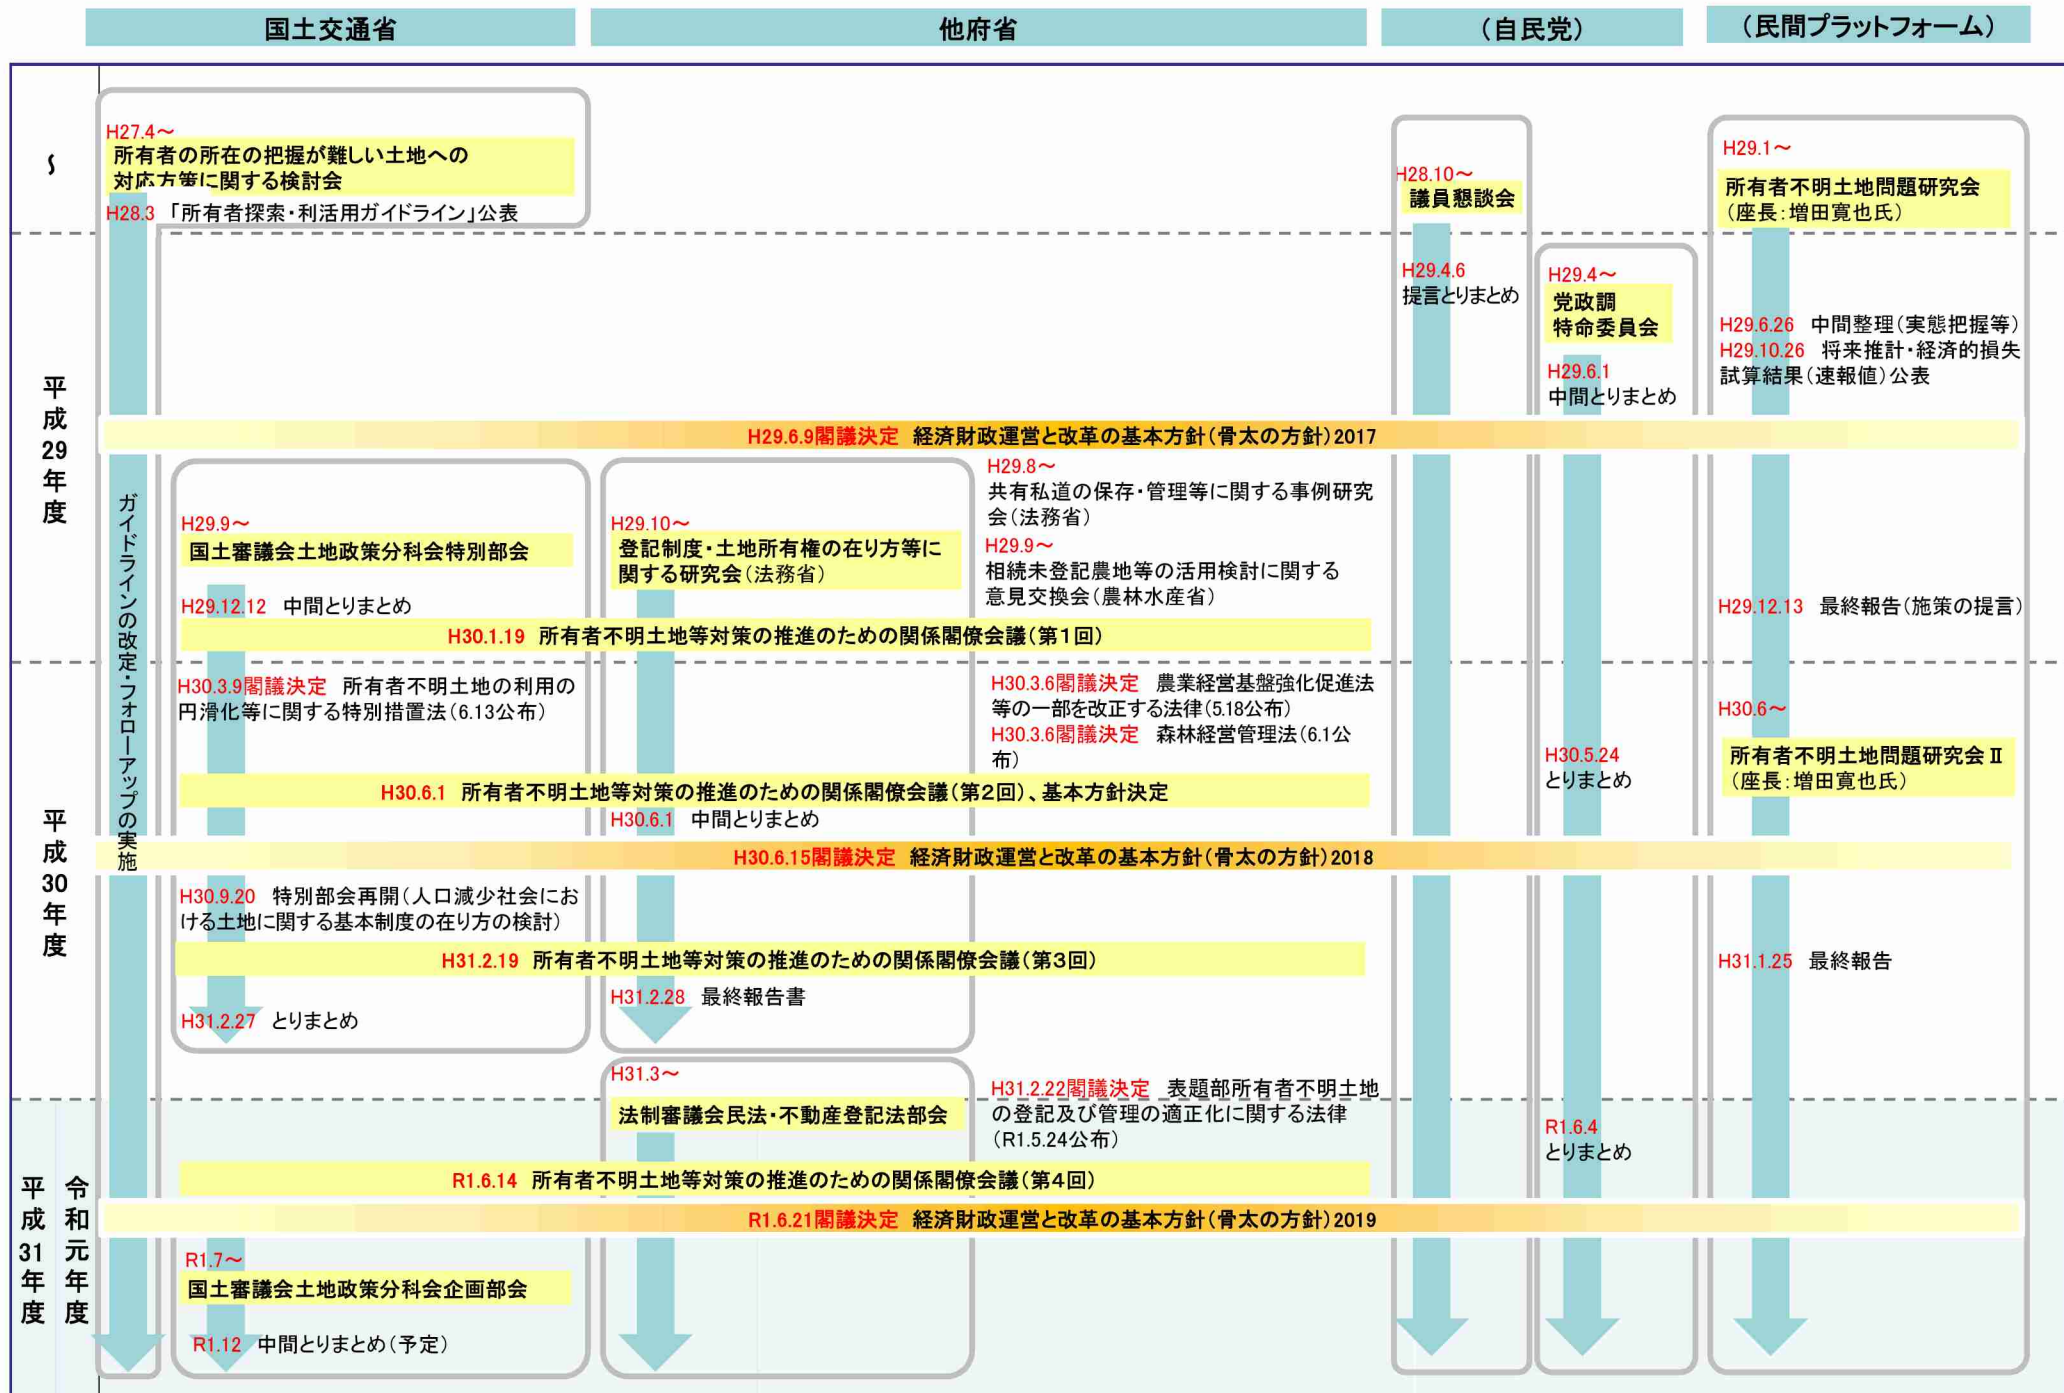 国土交通省
他府省
（自民党）
（民間プラットフォーム）
～
H27.4～
所有者の所在の把握が難しい土地への
対応方策に関する検討会
H28.3 「所有者探索・利活用ガイドライン」公表
H28.10～
議員懇談会
H29.1～
所有者不明土地問題研究会
（座長：増田寛也氏）
平成29年度
H29.4.6
提言とりまとめ
H29.4～
党政調
特命委員会
H29.6.1
中間とりまとめ
H29.6.26 中間整理（実態把握等）
H29.10.26 将来推計・経済的損失
試算結果（速報値）公表
H29.6.9閣議決定 経済財政運営と改革の基本方針（骨太の方針）2017
ガイドラインの改定・フォローアップの実施
H29.9～
国土審議会土地政策分科会特別部会
H29.12.12 中間とりまとめ
H29.10～
登記制度・土地所有権の在り方等に
関する研究会（法務省）
H29.8～
共有私道の保存・管理等に関する事例研究
会（法務省）
H29.9～
相続未登記農地等の活用検討に関する
意見交換会（農林水産省）
H29.12.13 最終報告（施策の提言）
H30.1.19 所有者不明土地等対策の推進のための関係閣僚会議（第1回）
平成30年度
H30.3.9閣議決定 所有者不明土地の利用の
円滑化等に関する特別措置法（6.13公布）
H30.3.6閣議決定 農業経営基盤強化促進法
等の一部を改正する法律（5.18公布）
H30.3.6閣議決定 森林経営管理法（6.1公
布）
H30.5.24
とりまとめ
H30.6～
所有者不明土地問題研究会Ⅱ
（座長：増田寛也氏）
H30.6.1 所有者不明土地等対策の推進のための関係閣僚会議（第2回）、基本方針決定
H30.6.1 中間とりまとめ
H30.6.15閣議決定 経済財政運営と改革の基本方針（骨太の方針）2018
H30.9.20 特別部会再開（人口減少社会にお
ける土地に関する基本制度の在り方の検討）
H31.2.19 所有者不明土地等対策の推進のための関係閣僚会議（第3回）
H31.1.25 最終報告
H31.2.27 とりまとめ
H31.2.28 最終報告書
H31.3～
法制審議会民法・不動産登記法部会
H31.2.22閣議決定 表題部所有者不明土地
の登記及び管理の適正化に関する法律
（R1.5.24公布）
平成31年度
令和元年度
R1.6.4
とりまとめ
R1.6.14 所有者不明土地等対策の推進のための関係閣僚会議（第4回）
R1.6.21閣議決定 経済財政運営と改革の基本方針（骨太の方針）2019
R1.7～
国土審議会土地政策分科会企画部会
R1.12 中間とりまとめ（予定）